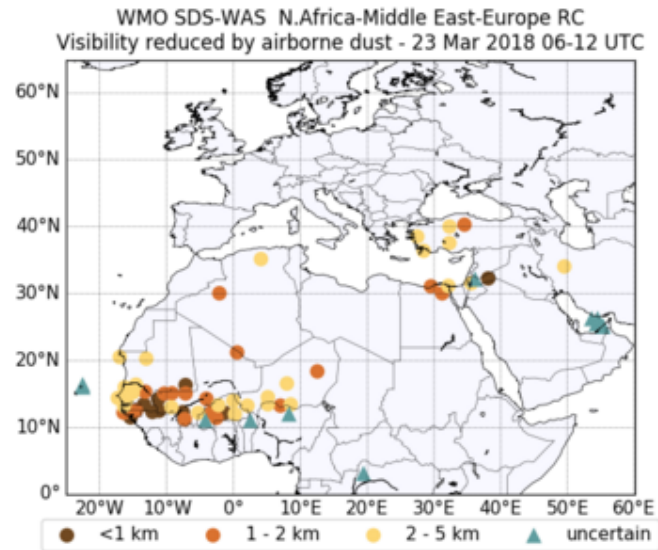 WMO SDS-WAS N.Africa-Middle East-Europe RC
Visibility reduced by airborne dust - 23 Mar 2018 06-12 UTC
60°N
50°N
40°N
30°N
20°N
10°N
0°
20°W 10°W 0° 10°E 20°E 30°E 40°E 50°E 60°E
<1 km 1 - 2 km 2 - 5 km uncertain